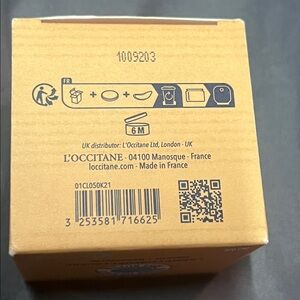 1009203
FR
6 M
UK distributor: L'Occitane Ltd, London · UK
L'OCCITANE · 04100 Manosque · France
loccitane.com · Made in France
01CL050K21
3 253581 716625